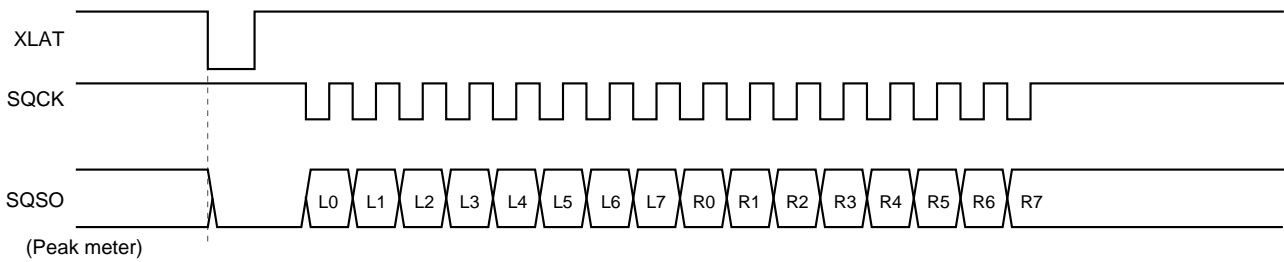 XLAT
SQCK
SQSO
L0 L1 L2 L3 L4 L5 L6 L7 R0 R1 R2 R3 R4 R5 R6 R7
(Peak meter)